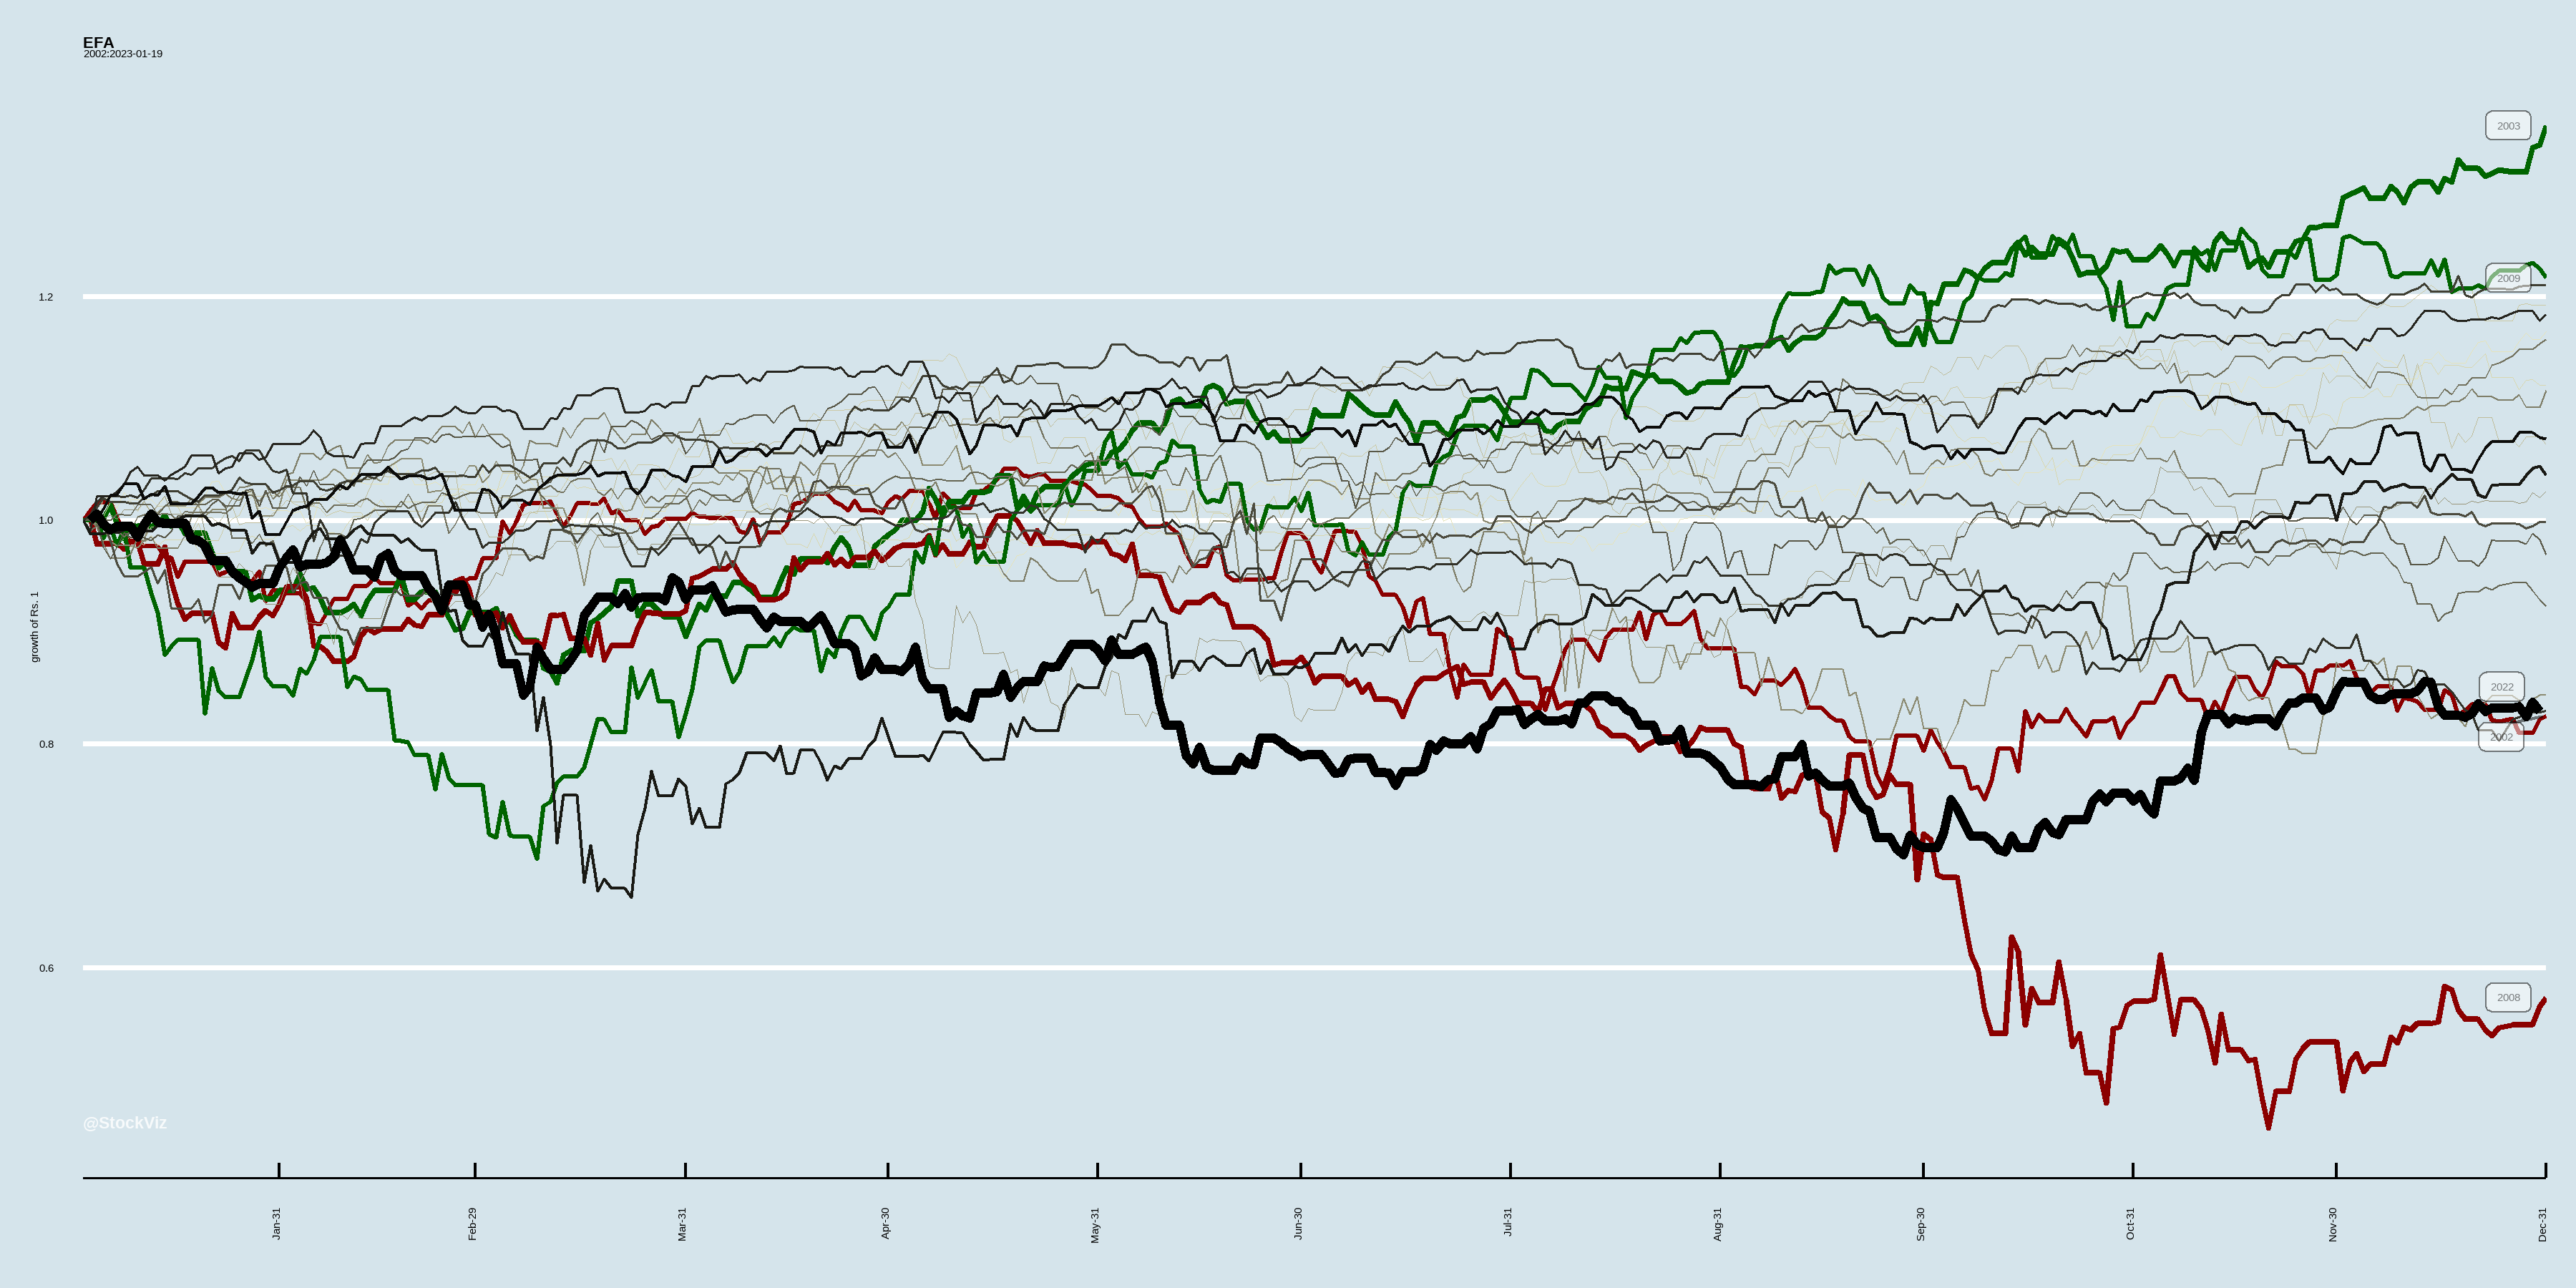 EFA
2002:2023-01-19
2003
2009
1.2
1.0
growth of Rs. 1
2022
2002
0.8
0.6
2008
@StockViz
Jan-31
Feb-29
Mar-31
Apr-30
May-31
Jun-30
Jul-31
Aug-31
Sep-30
Oct-31
Nov-30
Dec-31